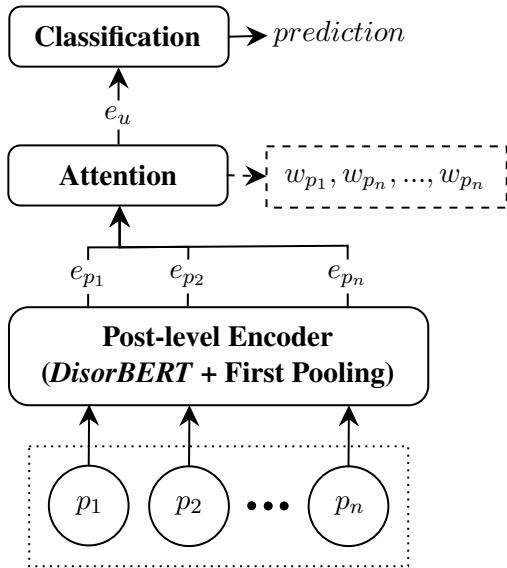 Classification
prediction
e_u
Attention
w_{p_1}, w_{p_n}, ..., w_{p_n}
e_{p_1} e_{p_2} e_{p_n}
Post-level Encoder
(DisorBERT + First Pooling)
p_1 p_2 ••• p_n